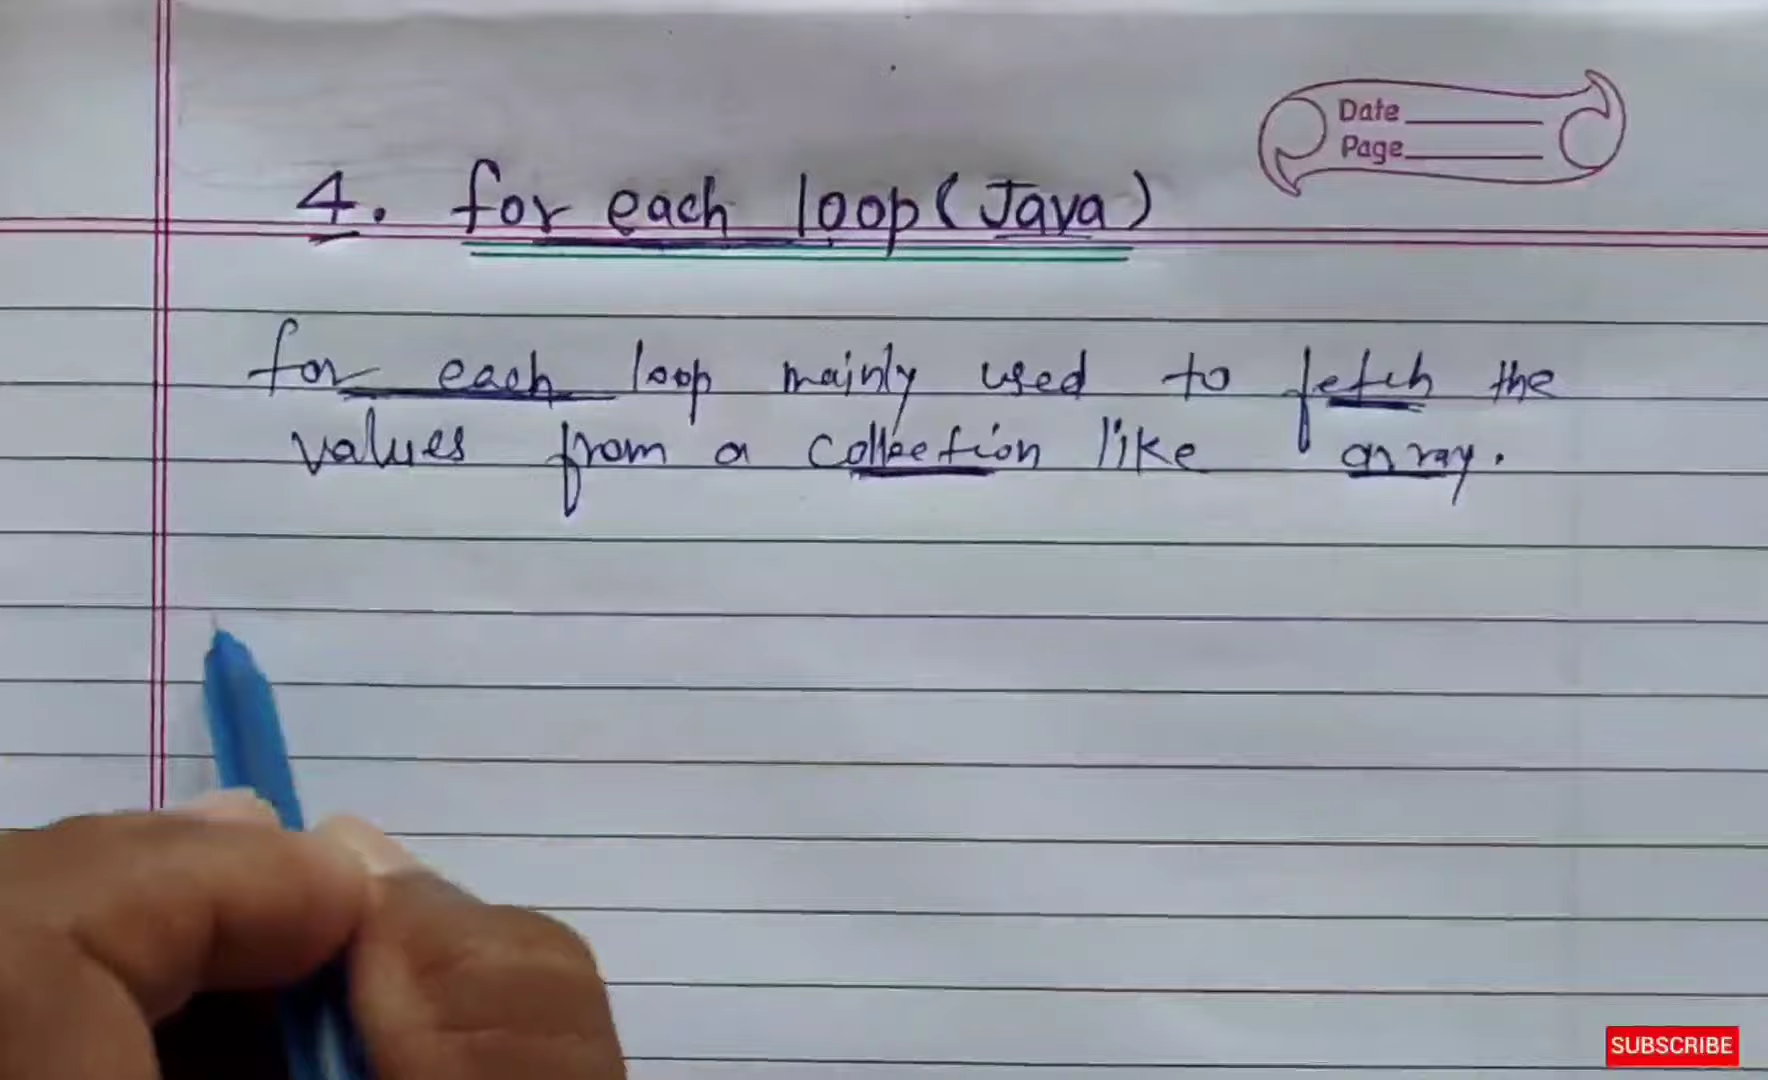 Date
Page
4. for each loop (Java)
for each loop mainly used to fetch the
values from a collection like array.
SUBSCRIBE